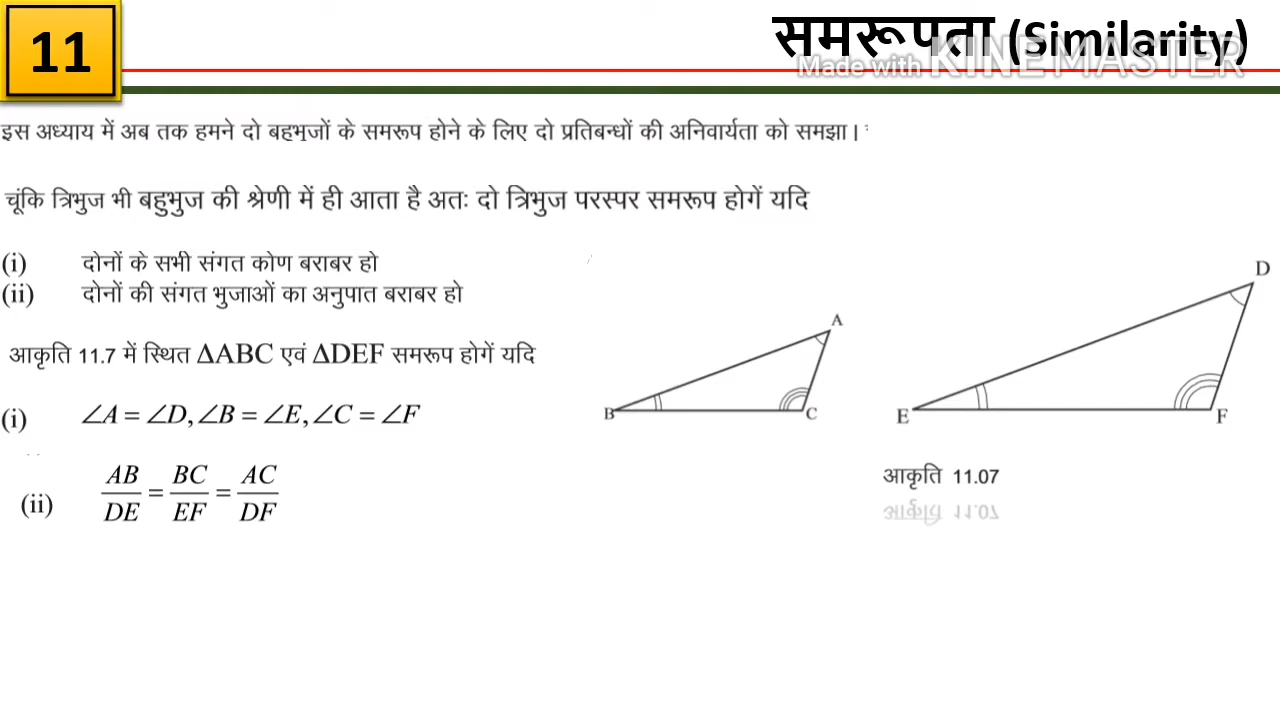 11
समरूपता (Similarity)
Made with KINEMASTER
इस अध्याय में अब तक हमने दो बहुभुजों के समरूप होने के लिए दो प्रतिबन्धों की अनिवार्यता को समझा।
चूंकि त्रिभुज भी बहुभुज की श्रेणी में ही आता है अतः दो त्रिभुज परस्पर समरूप होगें यदि
(i) दोनों के सभी संगत कोण बराबर हो
(ii) दोनों की संगत भुजाओं का अनुपात बराबर हो
आकृति 11.7 में स्थित ΔABC एवं ΔDEF समरूप होगें यदि
(i) ∠A = ∠D, ∠B = ∠E, ∠C = ∠F
(ii) AB/DE = BC/EF = AC/DF
A
B
C
D
E
F
आकृति 11.07